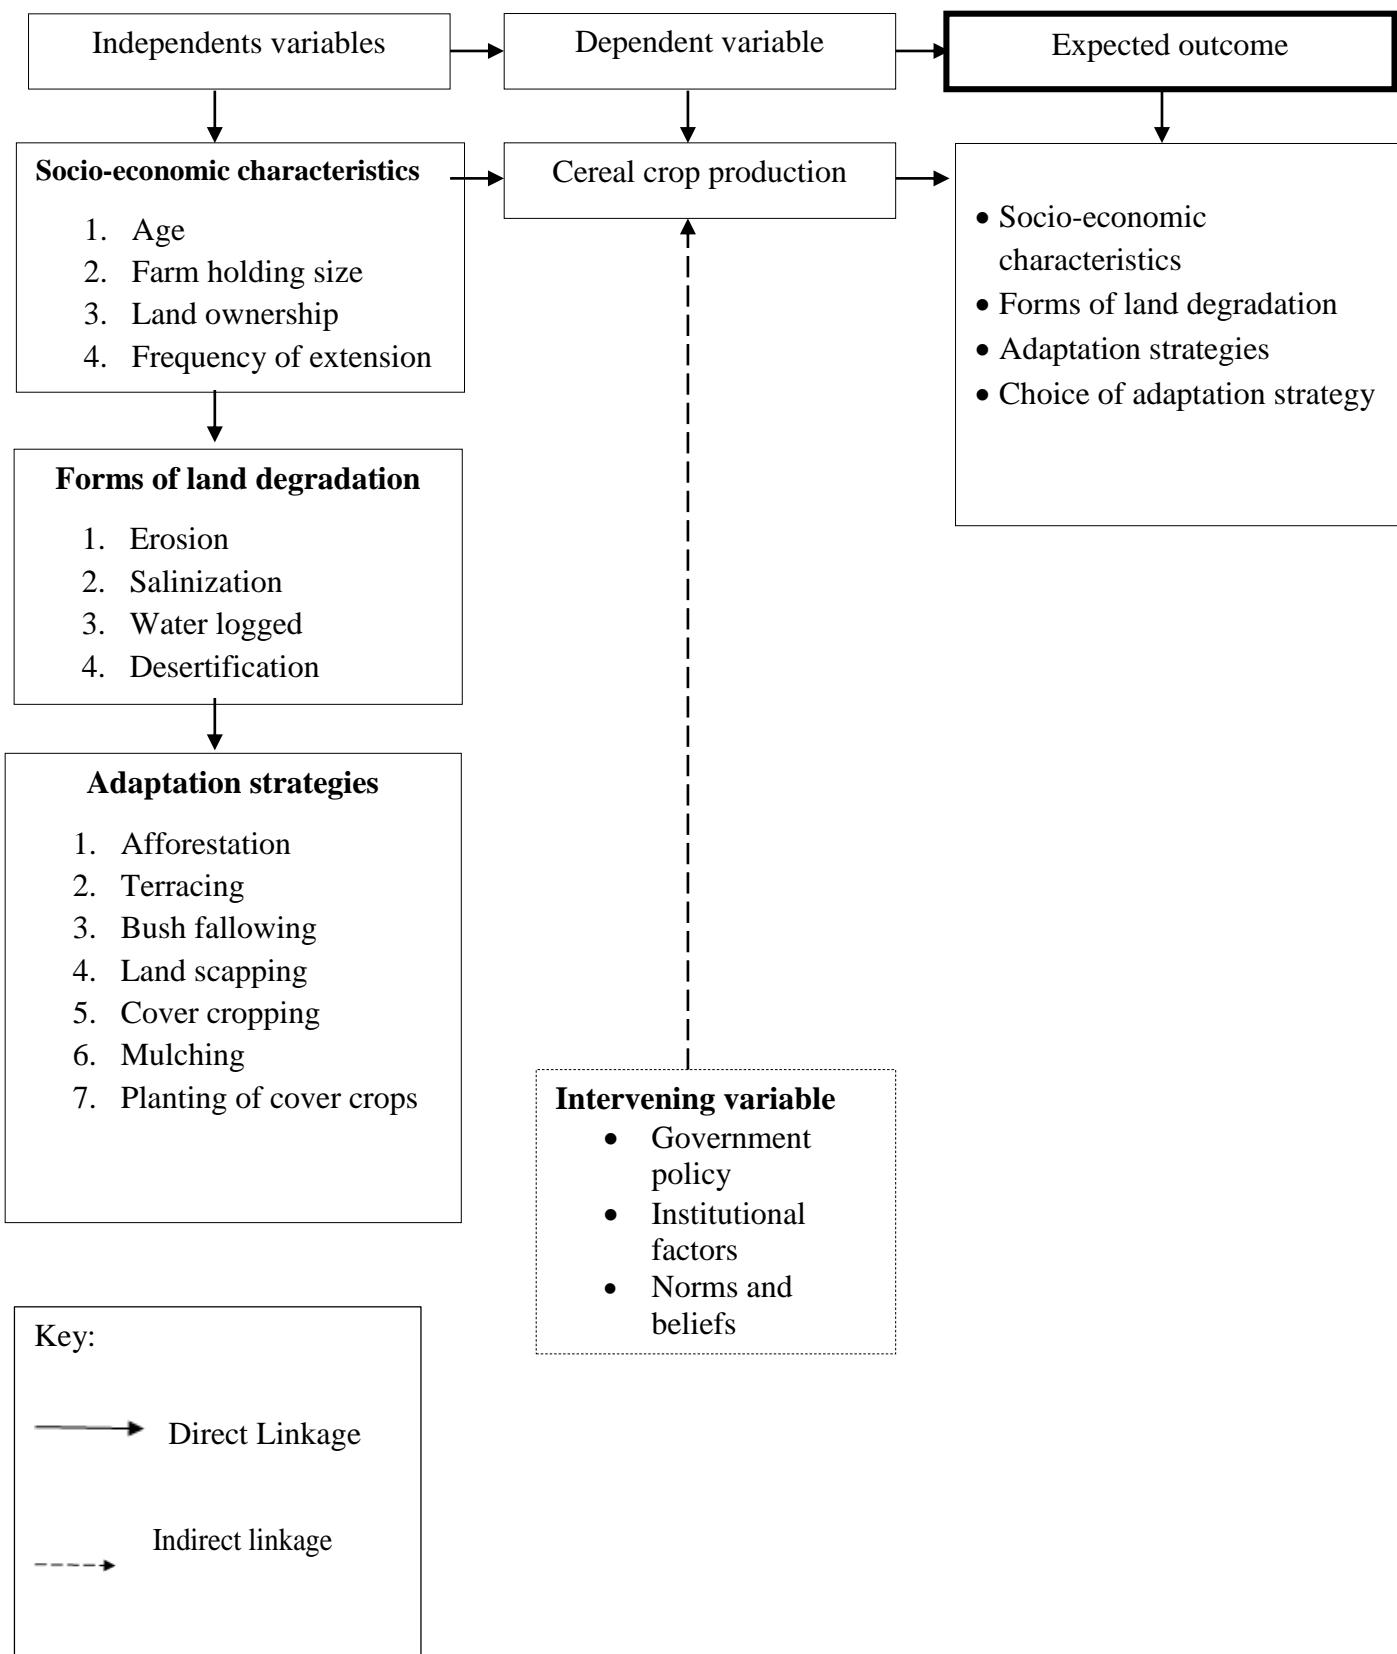 Independents variables
Dependent variable
Expected outcome
Socio-economic characteristics
1. Age
2. Farm holding size
3. Land ownership
4. Frequency of extension
Cereal crop production
• Socio-economic
characteristics
• Forms of land degradation
• Adaptation strategies
• Choice of adaptation strategy
Forms of land degradation
1. Erosion
2. Salinization
3. Water logged
4. Desertification
Adaptation strategies
1. Afforestation
2. Terracing
3. Bush fallowing
4. Land scapping
5. Cover cropping
6. Mulching
7. Planting of cover crops
Intervening variable
• Government
policy
• Institutional
factors
• Norms and
beliefs
Key:
Direct Linkage
Indirect linkage